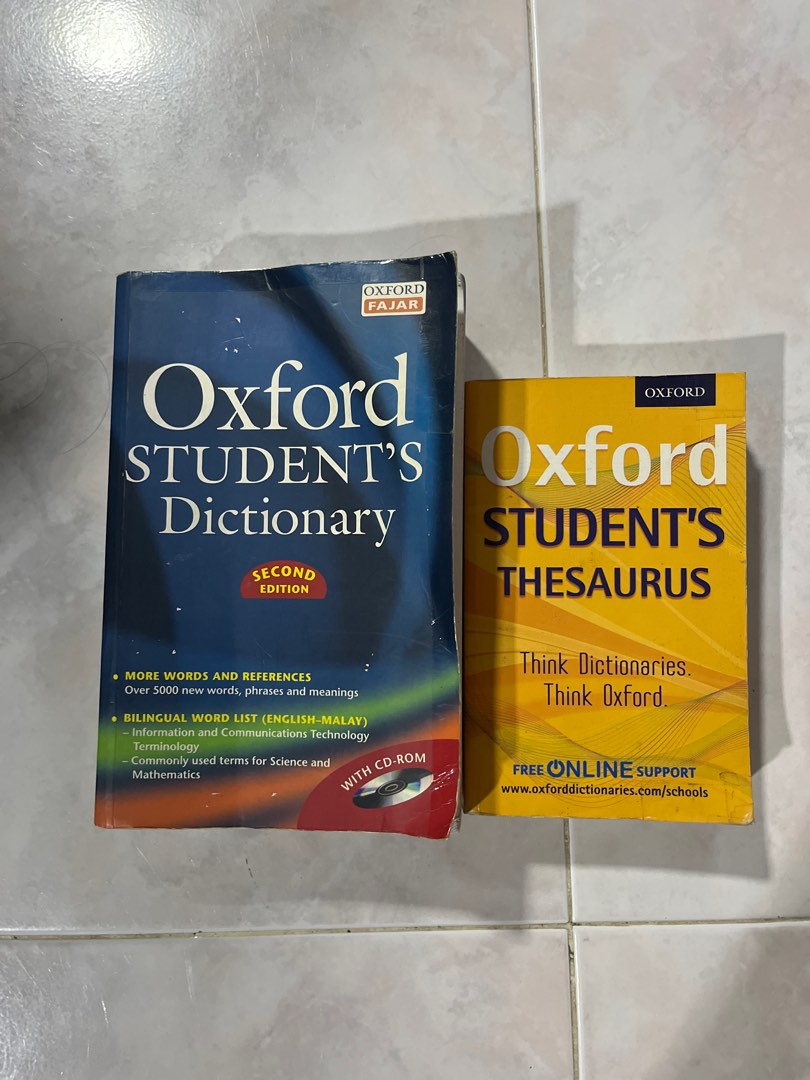 OXFORD
FAJAR
Oxford
STUDENT'S
Dictionary
SECOND
EDITION
• MORE WORDS AND REFERENCES
Over 5000 new words, phrases and meanings
• BILINGUAL WORD LIST (ENGLISH–MALAY)
– Information and Communications Technology
Terminology
– Commonly used terms for Science and
Mathematics
WITH CD-ROM
OXFORD
Oxford
STUDENT'S
THESAURUS
Think Dictionaries.
Think Oxford.
FREE ONLINE SUPPORT
www.oxforddictionaries.com/schools